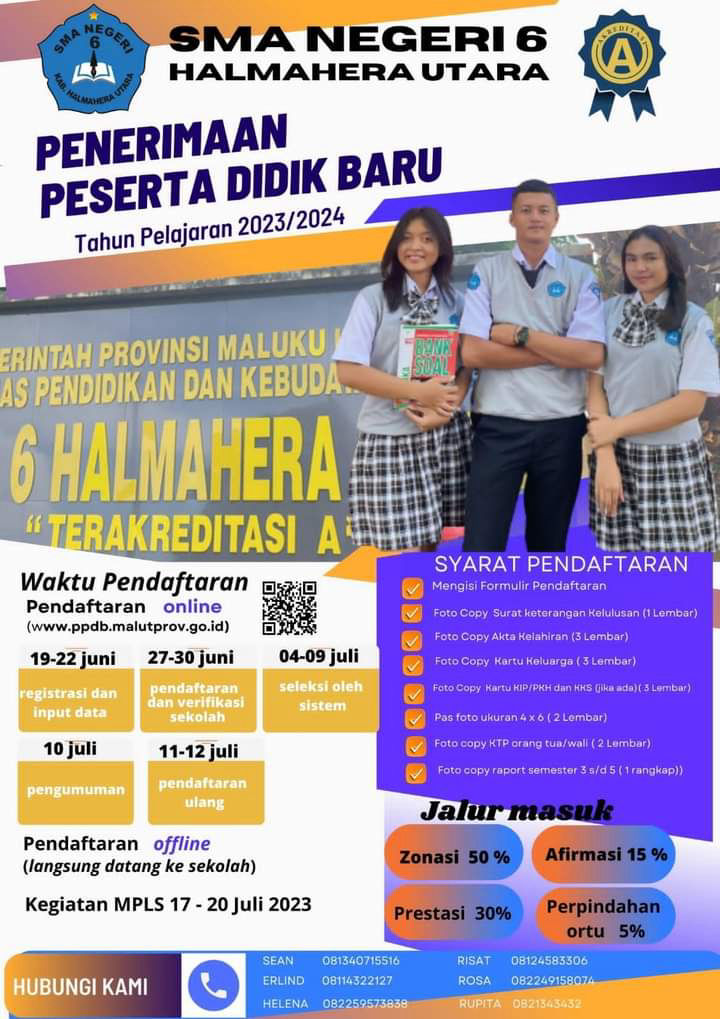 SMA NEGERI
6
KAB. HALMAHERA UTARA
SMA NEGERI 6
HALMAHERA UTARA
AKREDITASI
A
PENERIMAAN
PESERTA DIDIK BARU
Tahun Pelajaran 2023/2024
ERINTAH PROVINSI MALUKU
AS PENDIDIKAN DAN KEBUDA
6 HALMAHERA
"TERAKREDITASI A"
BANK
SOAL
Waktu Pendaftaran
Pendaftaran online
(www.ppdb.malutprov.go.id)
19-22 juni
registrasi dan
input data
27-30 juni
pendaftaran
dan verifikasi
sekolah
04-09 juli
seleksi oleh
sistem
10 juli
pengumuman
11-12 juli
pendaftaran
ulang
Pendaftaran offline
(langsung datang ke sekolah)
Kegiatan MPLS 17 - 20 Juli 2023
SYARAT PENDAFTARAN
Mengisi Formulir Pendaftaran
Foto Copy Surat keterangan Kelulusan (1 Lembar)
Foto Copy Akta Kelahiran (3 Lembar)
Foto Copy Kartu Keluarga ( 3 Lembar)
Foto Copy Kartu KIP/PKH dan KKS (jika ada)( 3 Lembar)
Pas foto ukuran 4 x 6 ( 2 Lembar)
Foto copy KTP orang tua/wali ( 2 Lembar)
Foto copy raport semester 3 s/d 5 ( 1 rangkap))
Jalur masuk
Zonasi 50 %
Afirmasi 15 %
Prestasi 30%
Perpindahan
ortu 5%
HUBUNGI KAMI
SEAN 081340715516
ERLIND 08114322127
HELENA 082259573838
RISAT 08124583306
ROSA 082249158074
RUPITA 0821343432